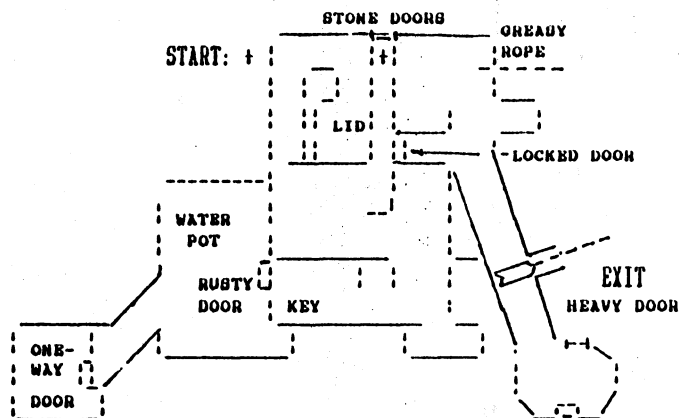 STONE DOORS
GREASY
ROPE
START: +
+
LID
LOCKED DOOR
WATER
POT
RUSTY
DOOR
KEY
EXIT
HEAVY DOOR
ONE-
WAY
DOOR